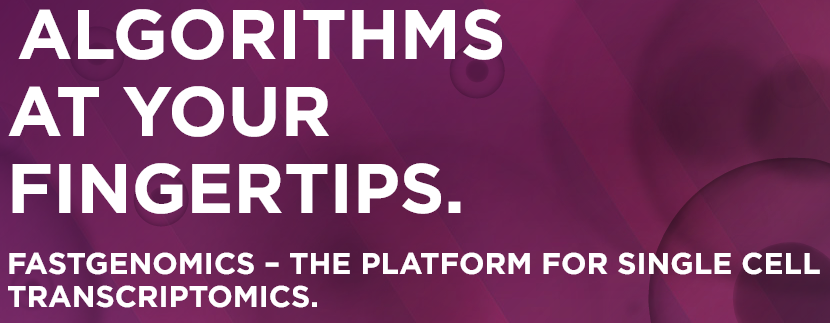 ALGORITHMS
AT YOUR
FINGERTIPS.
FASTGENOMICS – THE PLATFORM FOR SINGLE CELL
TRANSCRIPTOMICS.